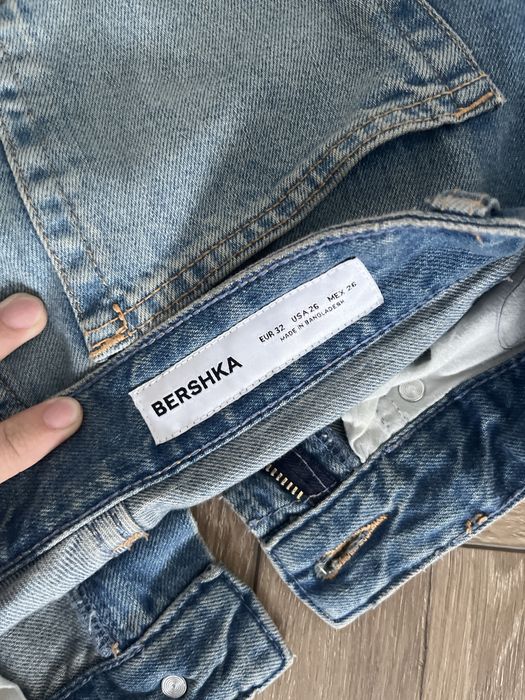 BERSHKA
EUR 32 USA 26 MEX 26
MADE IN BANGLADESH